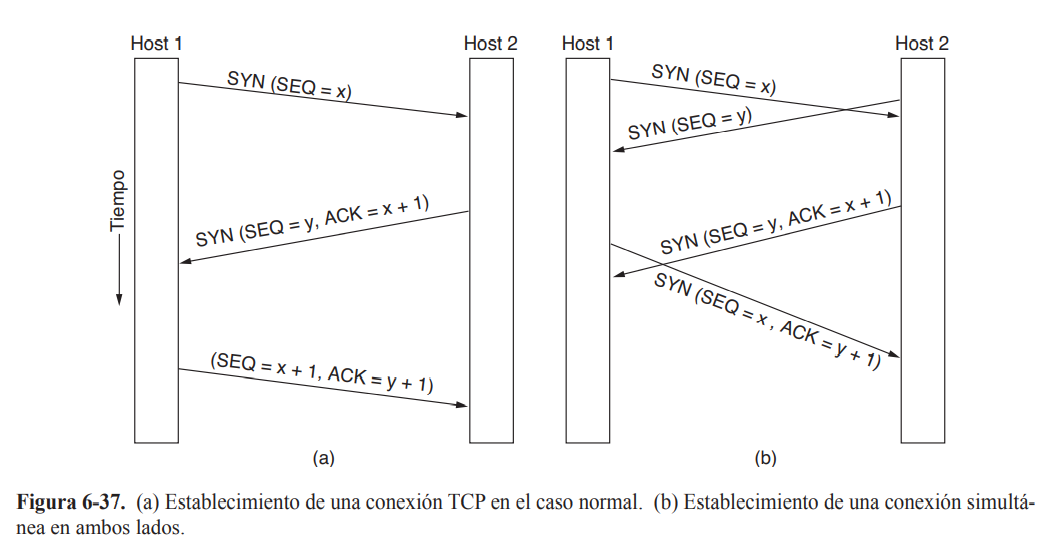 Host 1
Host 2
SYN (SEQ = x)
Tiempo
SYN (SEQ = y, ACK = x + 1)
(SEQ = x + 1, ACK = y + 1)
(a)
Host 1
Host 2
SYN (SEQ = x)
SYN (SEQ = y)
SYN (SEQ = y, ACK = x + 1)
SYN (SEQ = x , ACK = y + 1)
(b)
Figura 6-37. (a) Establecimiento de una conexión TCP en el caso normal. (b) Establecimiento de una conexión simultá-
nea en ambos lados.